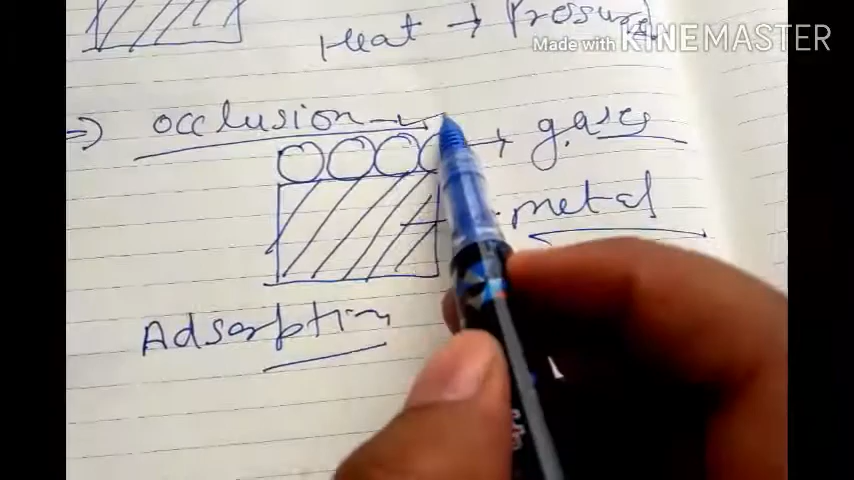 Heat → Pressure
Made with KINEMASTER
⇒ occlusion → → gases
metal
Adsorption